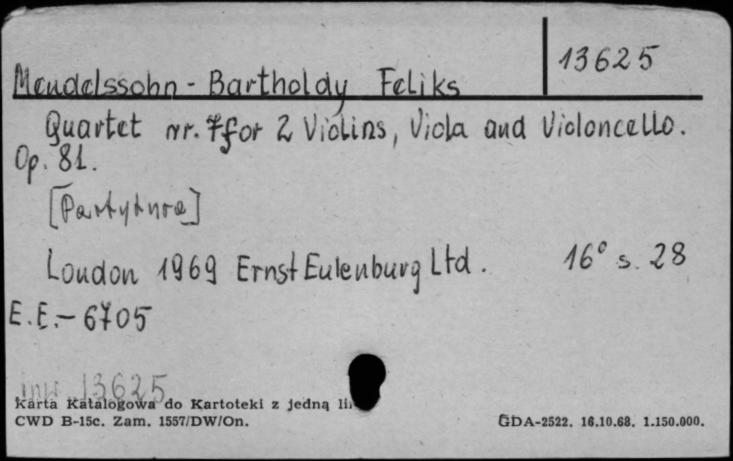 13625
Mendelssohn - Bartholdy Feliks
Quartet nr. 7 for 2 Violins, Viola and Violoncello.
Op. 81.
[Partytura]
London 1969 Ernst Eulenburg Ltd. 16° s. 28
E.E.- 6705
inw. 13625
Karta Katalogowa do Kartoteki z jedną
CWD B-15c. Zam. 1557/DW/On. GDA-2522. 16.10.68. 1.150.000.